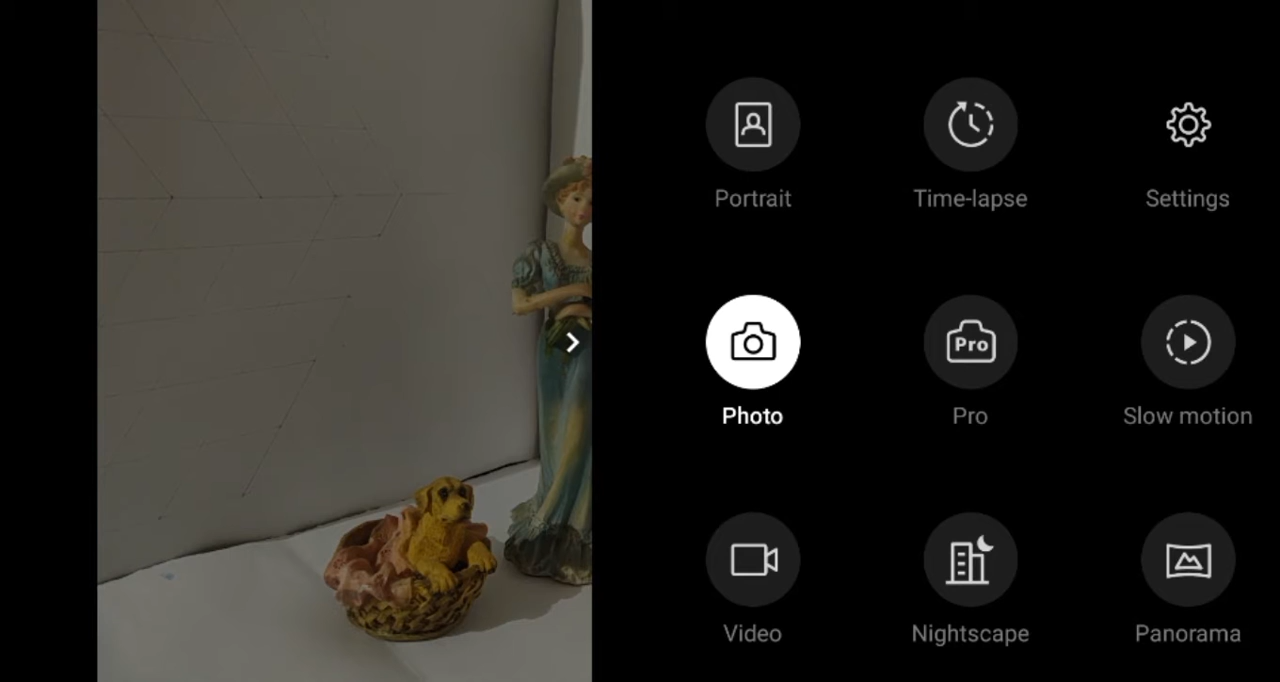 Portrait Time-lapse Settings
Pro
Photo Pro Slow motion
Video Nightscape Panorama